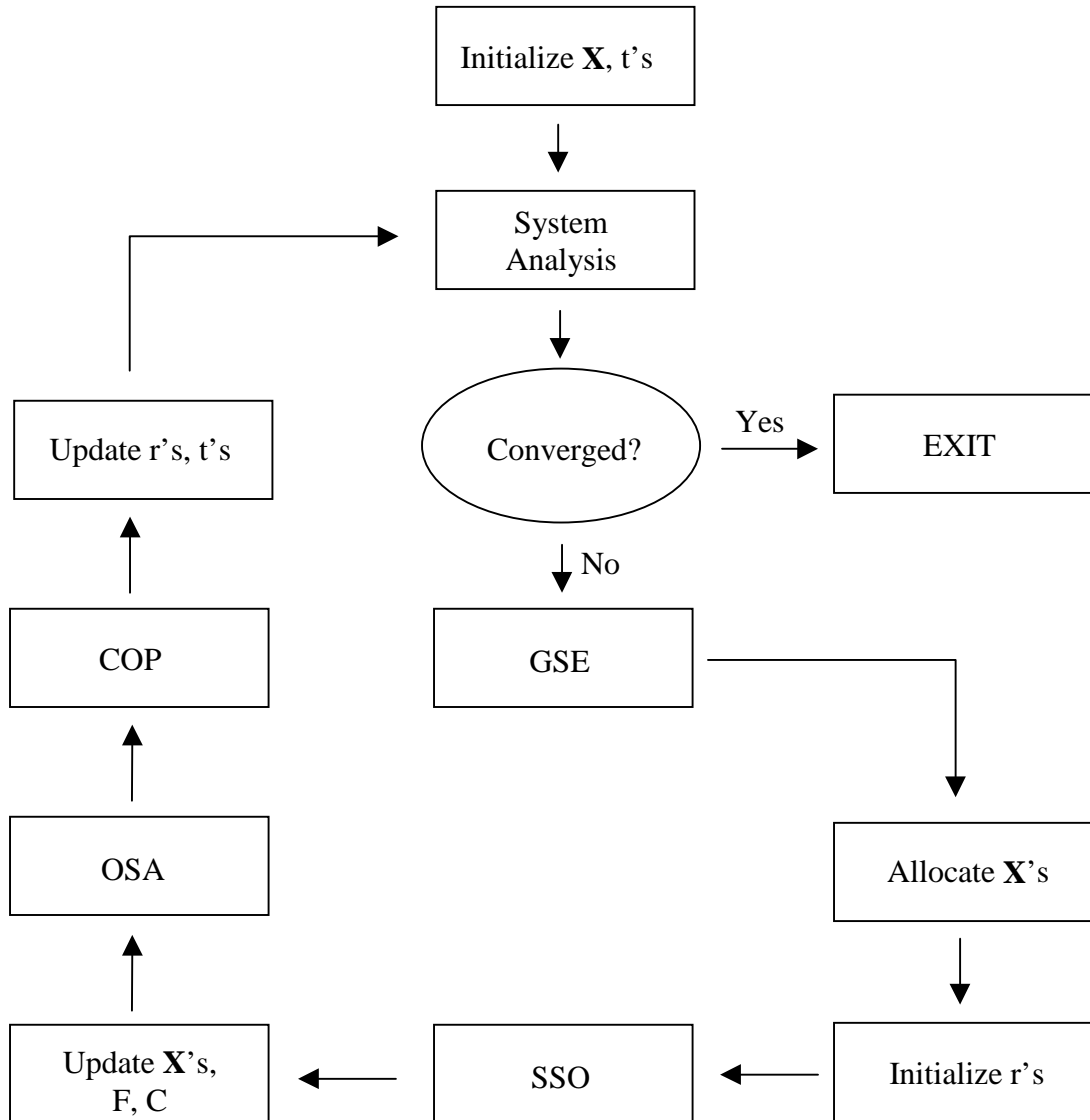 Initialize X, t's
System
Analysis
Update r's, t's
Converged?
Yes
EXIT
No
COP
GSE
OSA
Allocate X's
Update X's,
F, C
SSO
Initialize r's